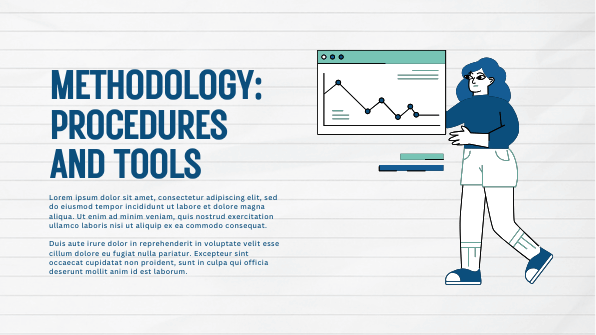 METHODOLOGY:
PROCEDURES
AND TOOLS
Lorem ipsum dolor sit amet, consectetur adipiscing elit, sed
do eiusmod tempor incididunt ut labore et dolore magna
aliqua. Ut enim ad minim veniam, quis nostrud exercitation
ullamco laboris nisi ut aliquip ex ea commodo consequat.
Duis aute irure dolor in reprehenderit in voluptate velit esse
cillum dolore eu fugiat nulla pariatur. Excepteur sint
occaecat cupidatat non proident, sunt in culpa qui officia
deserunt mollit anim id est laborum.